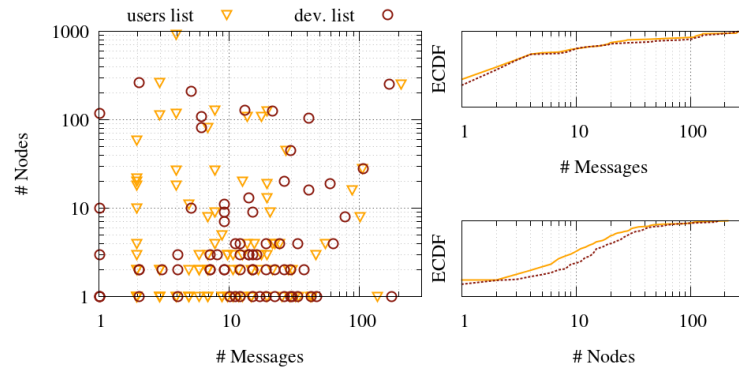 users list dev. list
1000
100
10
1
1 10 100
# Nodes
# Messages
ECDF
1 10 100
# Messages
ECDF
1 10 100
# Nodes